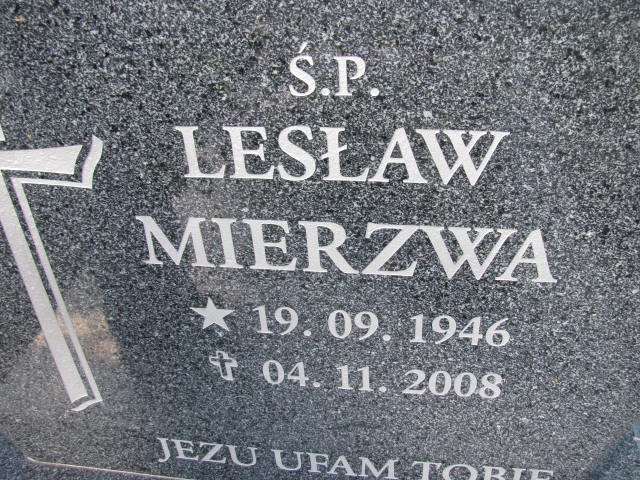 Ś.P.
LESŁAW
MIERZWA
★ 19. 09. 1946
✝ 04. 11. 2008
JEZU UFAM TOBIE